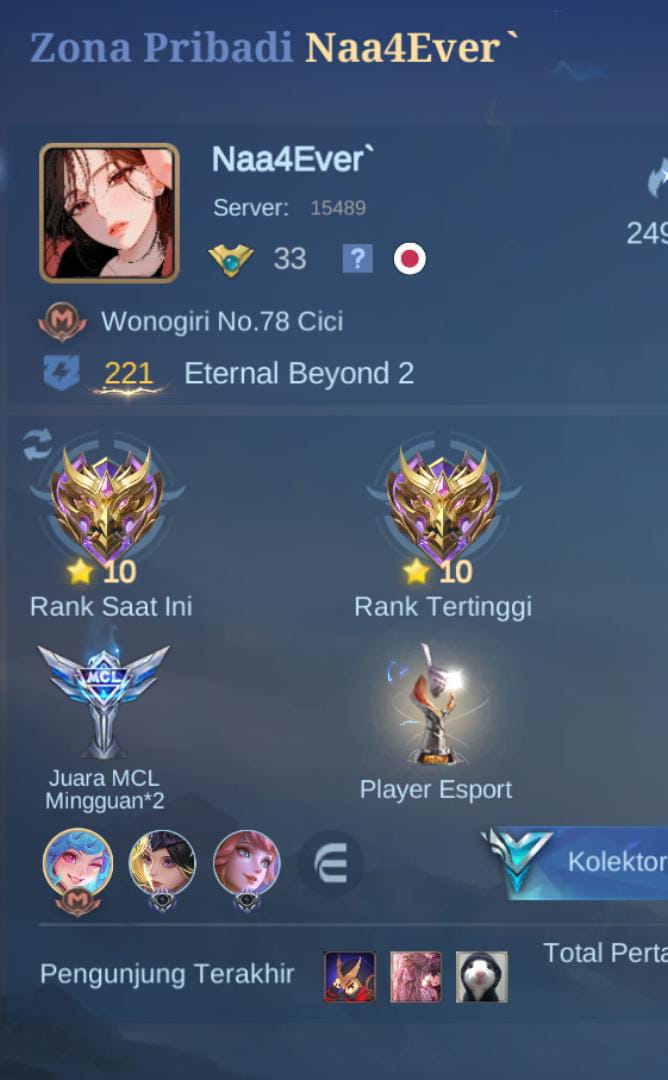 Zona Pribadi Naa4Ever`
Naa4Ever`
Server: 15489
33 ?
249
M Wonogiri No.78 Cici
221 Eternal Beyond 2
10 10
Rank Saat Ini Rank Tertinggi
MCL
Juara MCL
Mingguan*2
Player Esport
M
Kolektor
Total Perta
Pengunjung Terakhir